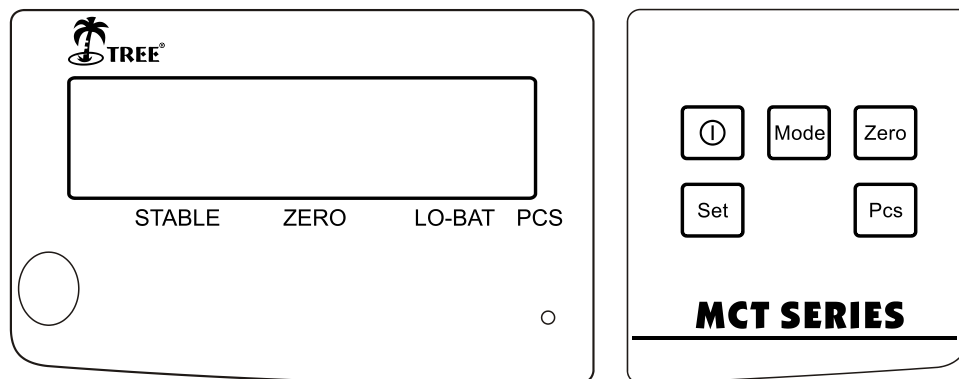 TREE®
STABLE ZERO LO-BAT PCS
Mode Zero
Set Pcs
MCT SERIES